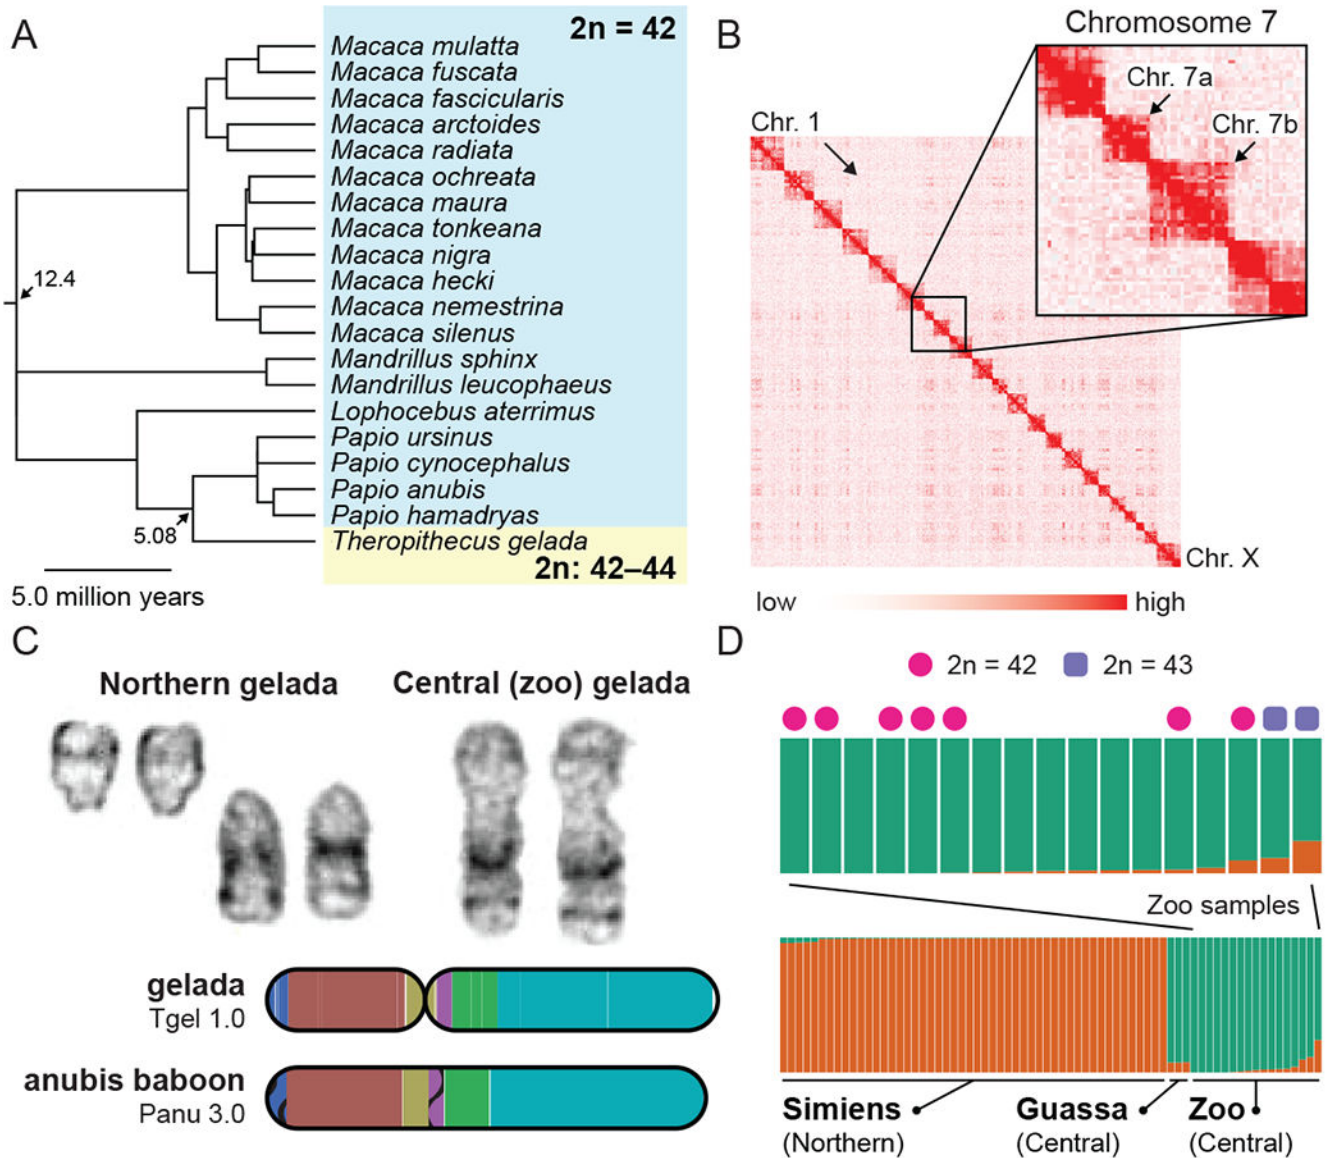 A
2n = 42
Macaca mulatta
Macaca fuscata
Macaca fascicularis
Macaca arctoides
Macaca radiata
Macaca ochreata
Macaca maura
Macaca tonkeana
Macaca nigra
Macaca hecki
Macaca nemestrina
Macaca silenus
Mandrillus sphinx
Mandrillus leucophaeus
Lophocebus aterrimus
Papio ursinus
Papio cynocephalus
Papio anubis
Papio hamadryas
Theropithecus gelada
2n: 42–44
12.4
5.08
5.0 million years
B
Chromosome 7
Chr. 7a
Chr. 7b
Chr. 1
Chr. X
low
high
C
Northern gelada
Central (zoo) gelada
gelada
Tgel 1.0
anubis baboon
Panu 3.0
D
2n = 42
2n = 43
Zoo samples
Simiens
(Northern)
Guassa
(Central)
Zoo
(Central)